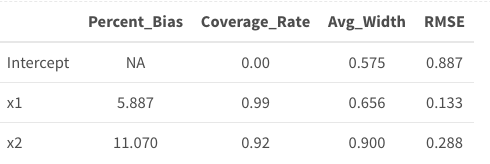 Percent_Bias Coverage_Rate Avg_Width RMSE
Intercept NA 0.00 0.575 0.887
x1 5.887 0.99 0.656 0.133
x2 11.070 0.92 0.900 0.288